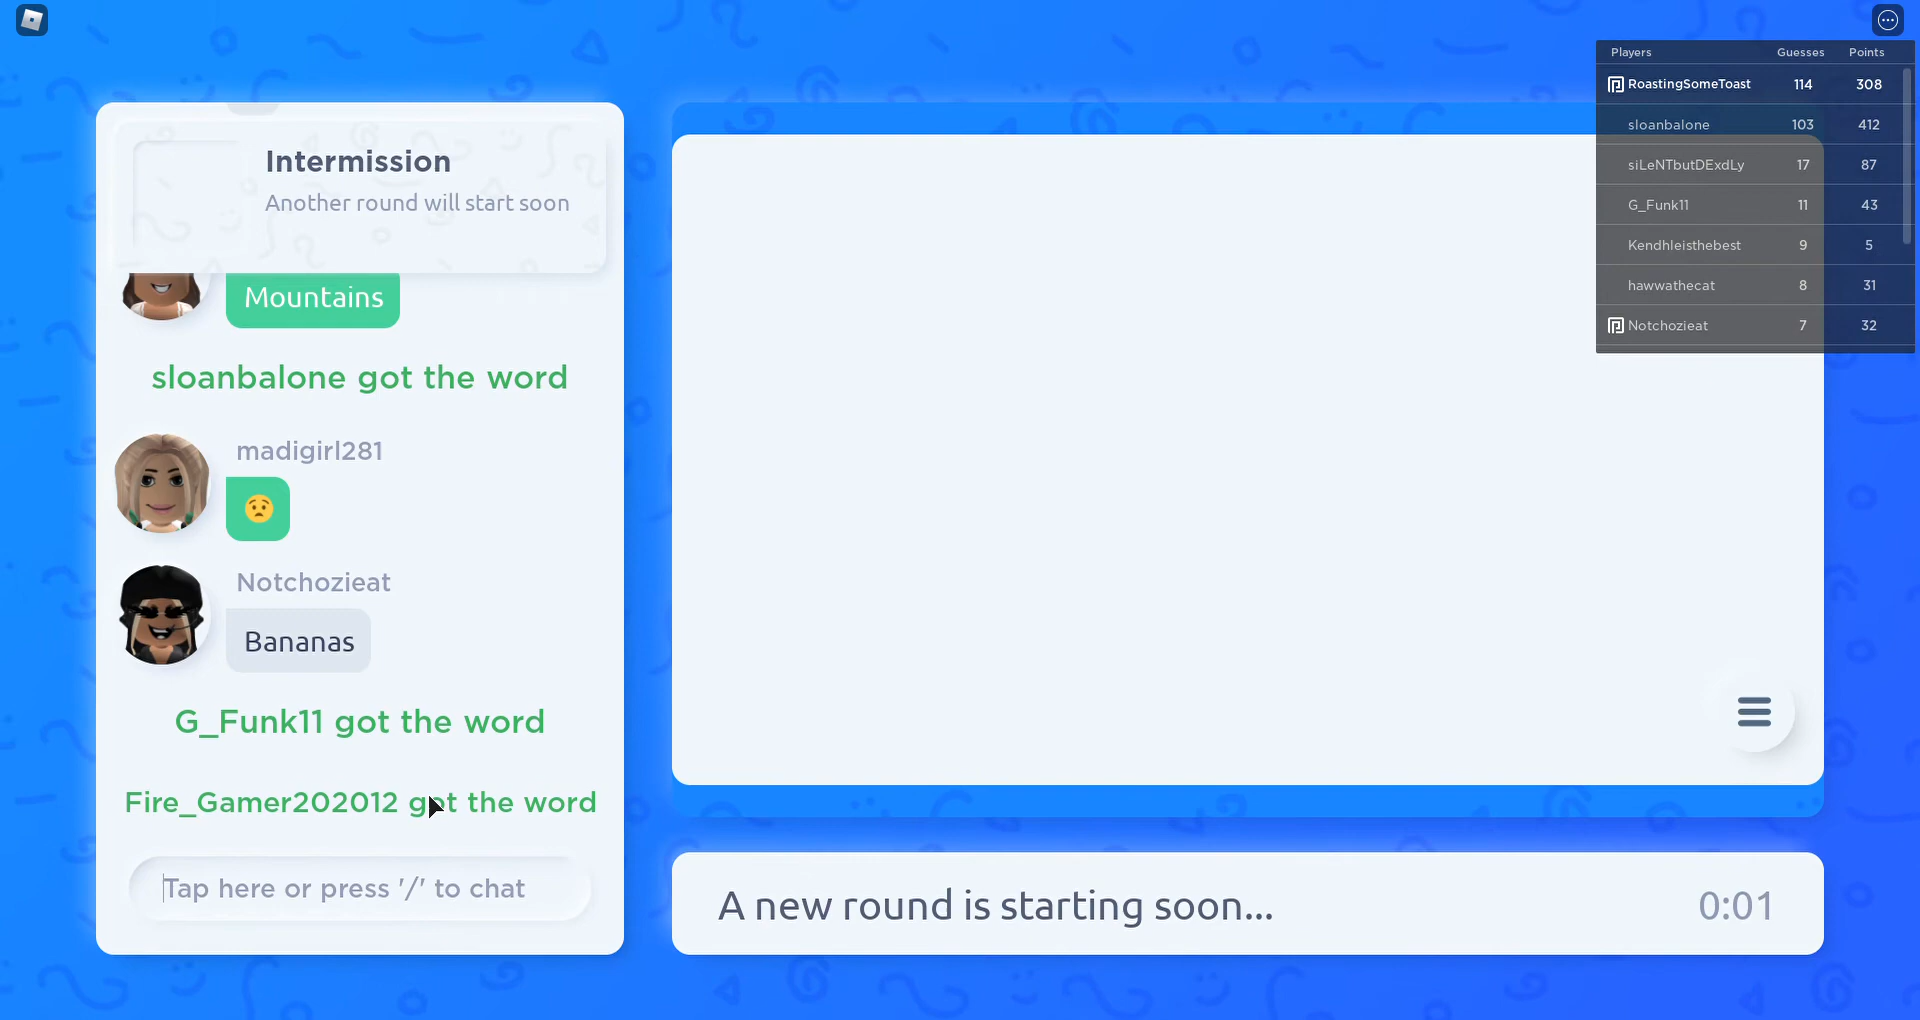 Players Guesses Points
RoastingSomeToast 114 308
sloanbalone 103 412
siLeNTbutDExdLy 17 87
G_Funk11 11 43
Kendhleisthebest 9 5
hawwathecat 8 31
Notchozieat 7 32
Intermission
Another round will start soon
Mountains
sloanbalone got the word
madigirl281
😟
Notchozieat
Bananas
G_Funk11 got the word
Fire_Gamer202012 got the word
Tap here or press '/' to chat
A new round is starting soon... 0:01